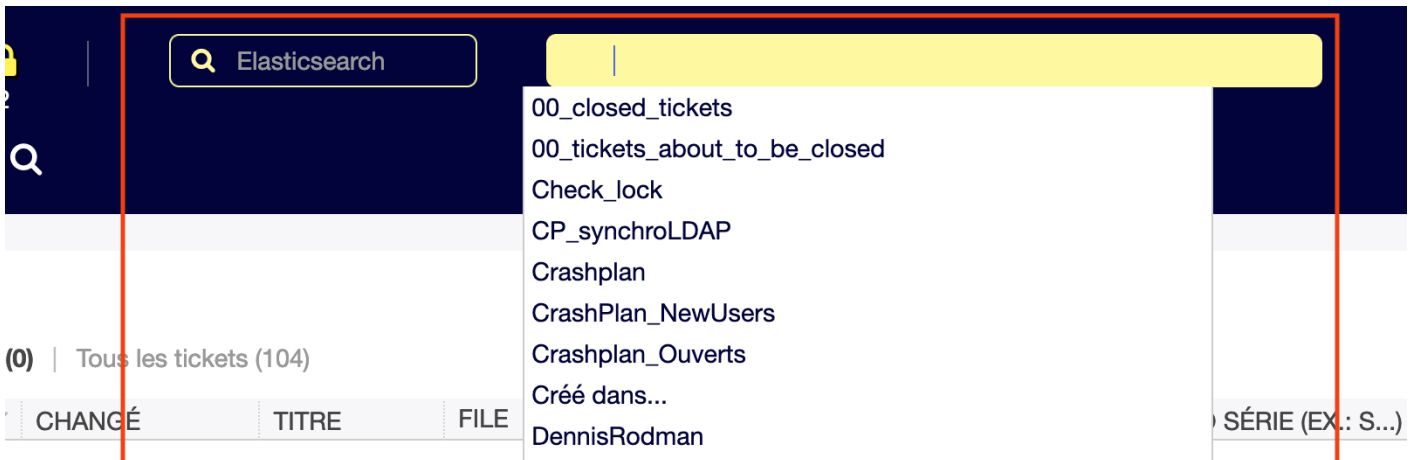 Elasticsearch
2
00_closed_tickets
00_tickets_about_to_be_closed
Check_lock
CP_synchroLDAP
Crashplan
CrashPlan_NewUsers
Crashplan_Ouverts
Créé dans...
DennisRodman
(0) | Tous les tickets (104)
CHANGÉ TITRE FILE SÉRIE (EX.: S...)